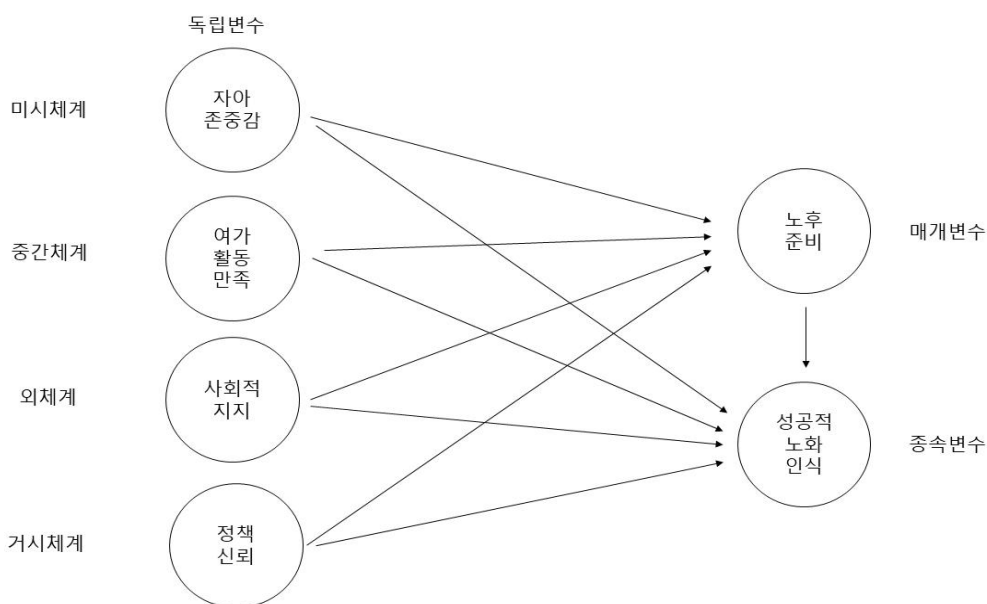 독립변수
미시체계
자아
존중감
중간체계
여가
활동
만족
외체계
사회적
지지
거시체계
정책
신뢰
노후
준비
매개변수
성공적
노화
인식
종속변수